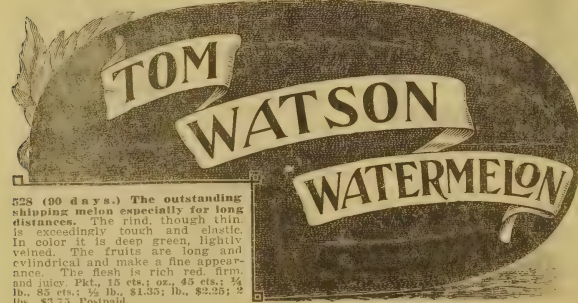 TOM
WATSON
WATERMELON
528 (90 days.) The outstanding
shipping melon especially for long
distances. The rind, though thin
is exceedingly tough and elastic.
In color it is deep green, lightly
veined. The fruits are long and
cylindrical and make a fine appear-
ance. The flesh is rich red, firm,
and juicy. Pkt., 15 cts.; oz., 45 cts.; ¼
lb., 85 cts.; ½ lb., $1.35; lb., $2.25; 2
lbs., $3.75. Postpaid.